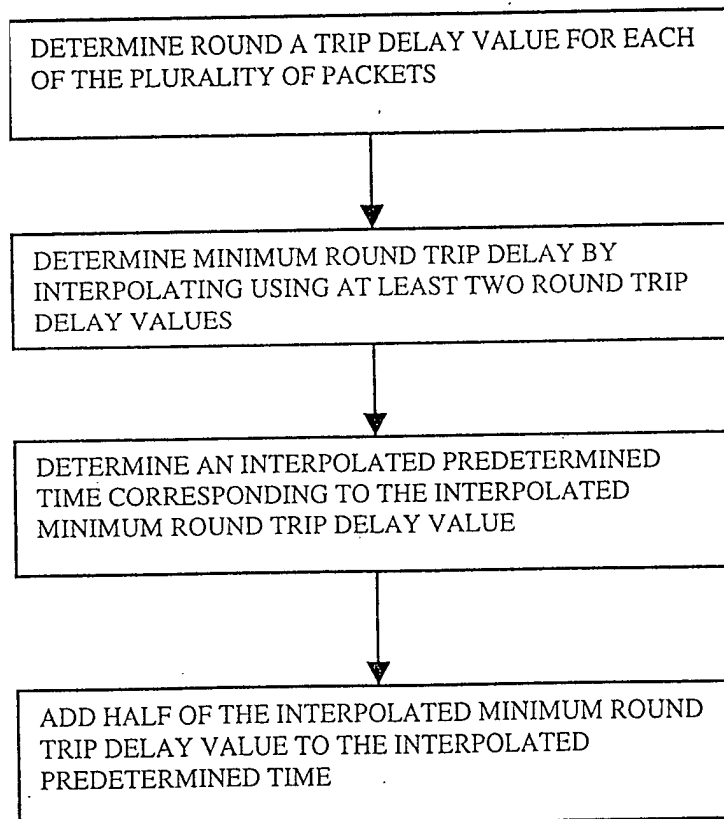 DETERMINE ROUND A TRIP DELAY VALUE FOR EACH
OF THE PLURALITY OF PACKETS
DETERMINE MINIMUM ROUND TRIP DELAY BY
INTERPOLATING USING AT LEAST TWO ROUND TRIP
DELAY VALUES
DETERMINE AN INTERPOLATED PREDETERMINED
TIME CORRESPONDING TO THE INTERPOLATED
MINIMUM ROUND TRIP DELAY VALUE
ADD HALF OF THE INTERPOLATED MINIMUM ROUND
TRIP DELAY VALUE TO THE INTERPOLATED
PREDETERMINED TIME